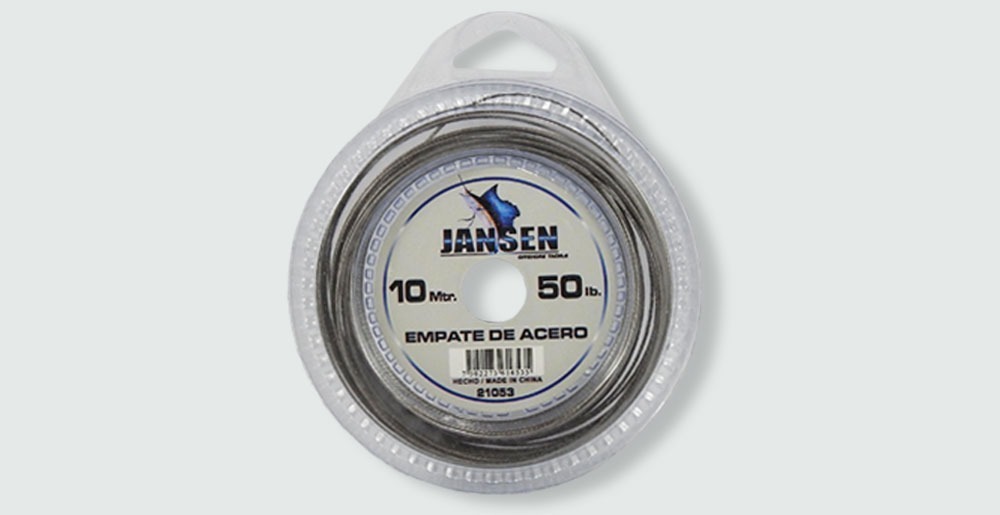 JANSEN
OFFSHORE TACKLE
10 Mtr. 50 lb.
EMPATE DE ACERO
HECHO / MADE IN CHINA
21053